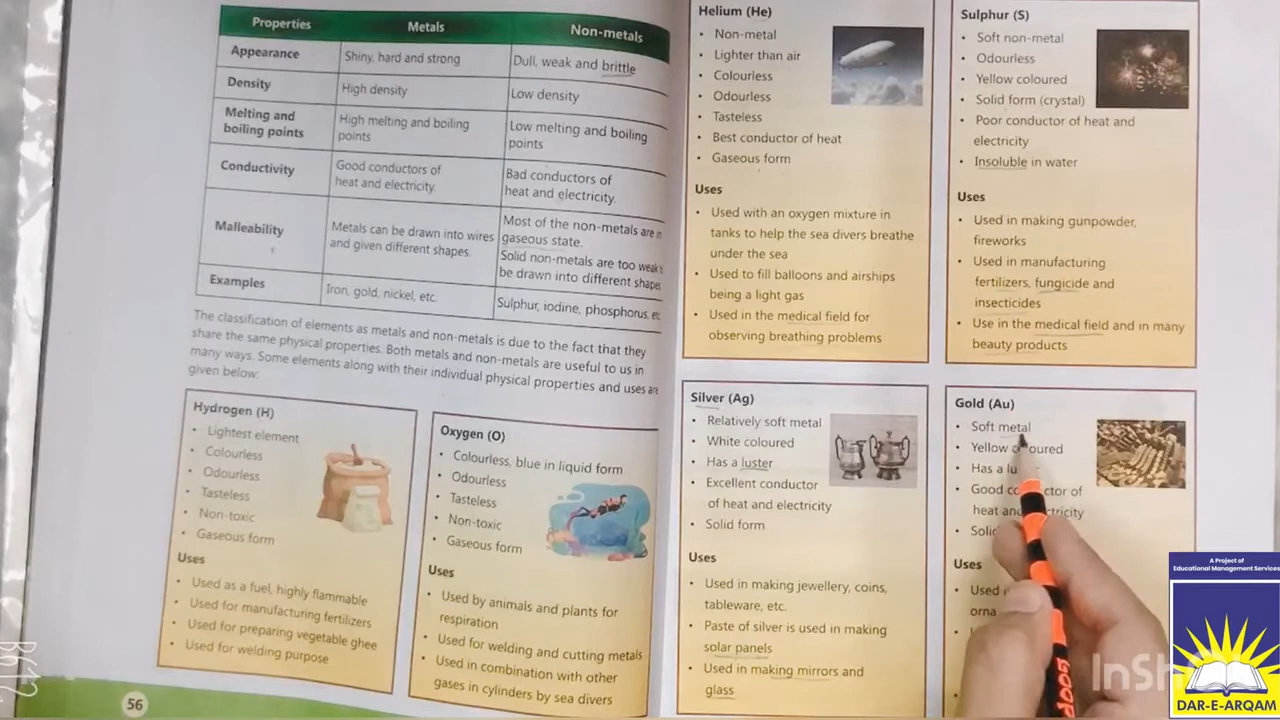 Properties Metals Non-metals
Appearance Shiny, hard and strong Dull, weak and brittle
Density High density Low density
Melting and boiling points High melting and boiling points Low melting and boiling points
Conductivity Good conductors of heat and electricity. Bad conductors of heat and electricity.
Malleability Metals can be drawn into wires and given different shapes. Most of the non-metals are in gaseous state. Solid non-metals are too weak to be drawn into different shapes
Examples Iron, gold, nickel, etc. Sulphur, iodine, phosphorus, etc
The classification of elements as metals and non-metals is due to the fact that they
share the same physical properties. Both metals and non-metals are useful to us in
many ways. Some elements along with their individual physical properties and uses are
given below:
Hydrogen (H)
• Lightest element
• Colourless
• Odourless
• Tasteless
• Non-toxic
• Gaseous form
Uses
• Used as a fuel, highly flammable
• Used for manufacturing fertilizers
• Used for preparing vegetable ghee
• Used for welding purpose
Oxygen (O)
• Colourless, blue in liquid form
• Odourless
• Tasteless
• Non-toxic
• Gaseous form
Uses
• Used by animals and plants for
respiration
• Used for welding and cutting metals
• Used in combination with other
gases in cylinders by sea divers
56
Helium (He)
• Non-metal
• Lighter than air
• Colourless
• Odourless
• Tasteless
• Best conductor of heat
• Gaseous form
Uses
• Used with an oxygen mixture in
tanks to help the sea divers breathe
under the sea
• Used to fill balloons and airships
being a light gas
• Used in the medical field for
observing breathing problems
Sulphur (S)
• Soft non-metal
• Odourless
• Yellow coloured
• Solid form (crystal)
• Poor conductor of heat and
electricity
• Insoluble in water
Uses
• Used in making gunpowder,
fireworks
• Used in manufacturing
fertilizers, fungicide and
insecticides
• Use in the medical field and in many
beauty products
Silver (Ag)
• Relatively soft metal
• White coloured
• Has a luster
• Excellent conductor
of heat and electricity
• Solid form
Uses
• Used in making jewellery, coins,
tableware, etc.
• Paste of silver is used in making
solar panels
• Used in making mirrors and
glass
Gold (Au)
• Soft metal
• Yellow coloured
• Has a
• Good of
heat
•
Uses
•
A Project of
Educational Management Services
DAR-E-ARQAM
InSh
B612